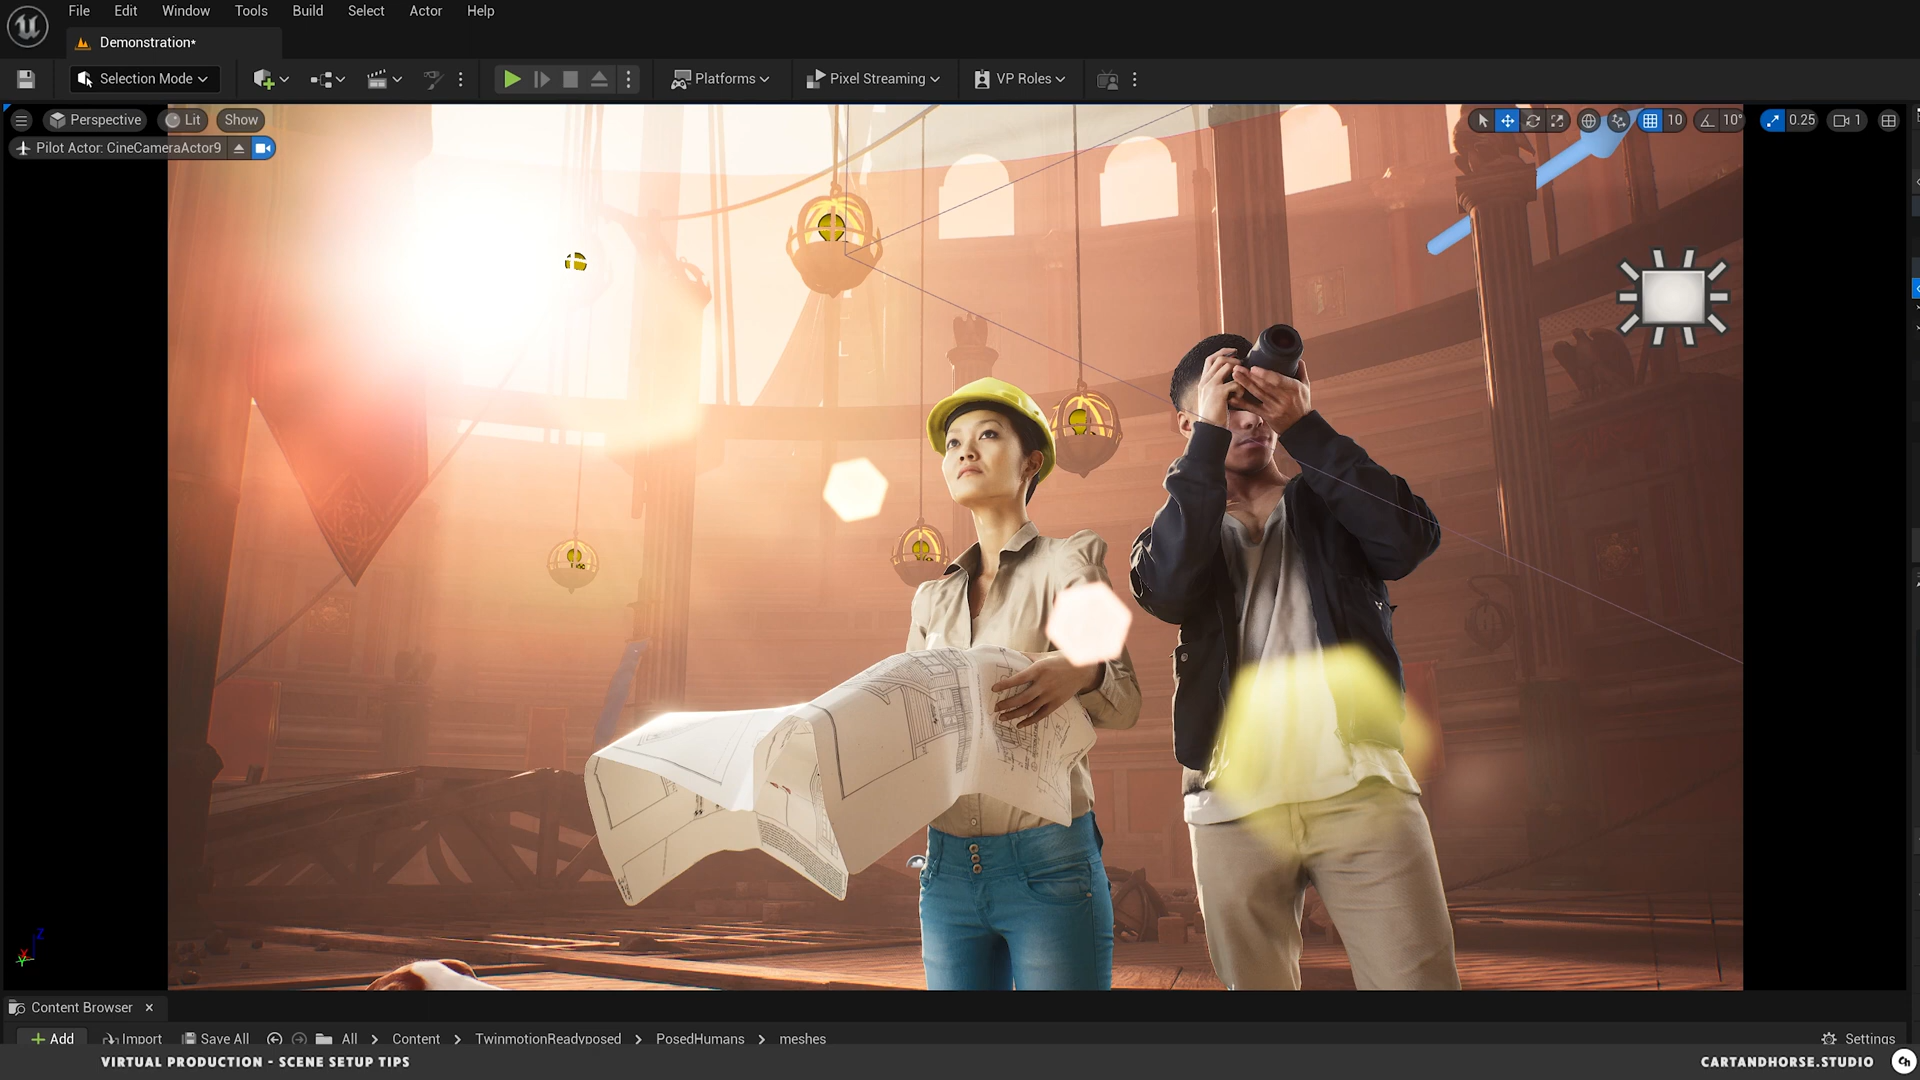 File Edit Window Tools Build Select Actor Help
Demonstration*
Selection Mode Platforms Pixel Streaming VP Roles
Perspective Lit Show 10 10° 0.25 1
Pilot Actor: CineCameraActor9
Z
Y
Content Browser
Add Import Save All All Content TwinmotionReadyposed PosedHumans meshes Settings
VIRTUAL PRODUCTION - SCENE SETUP TIPS CARTANDHORSE.STUDIO